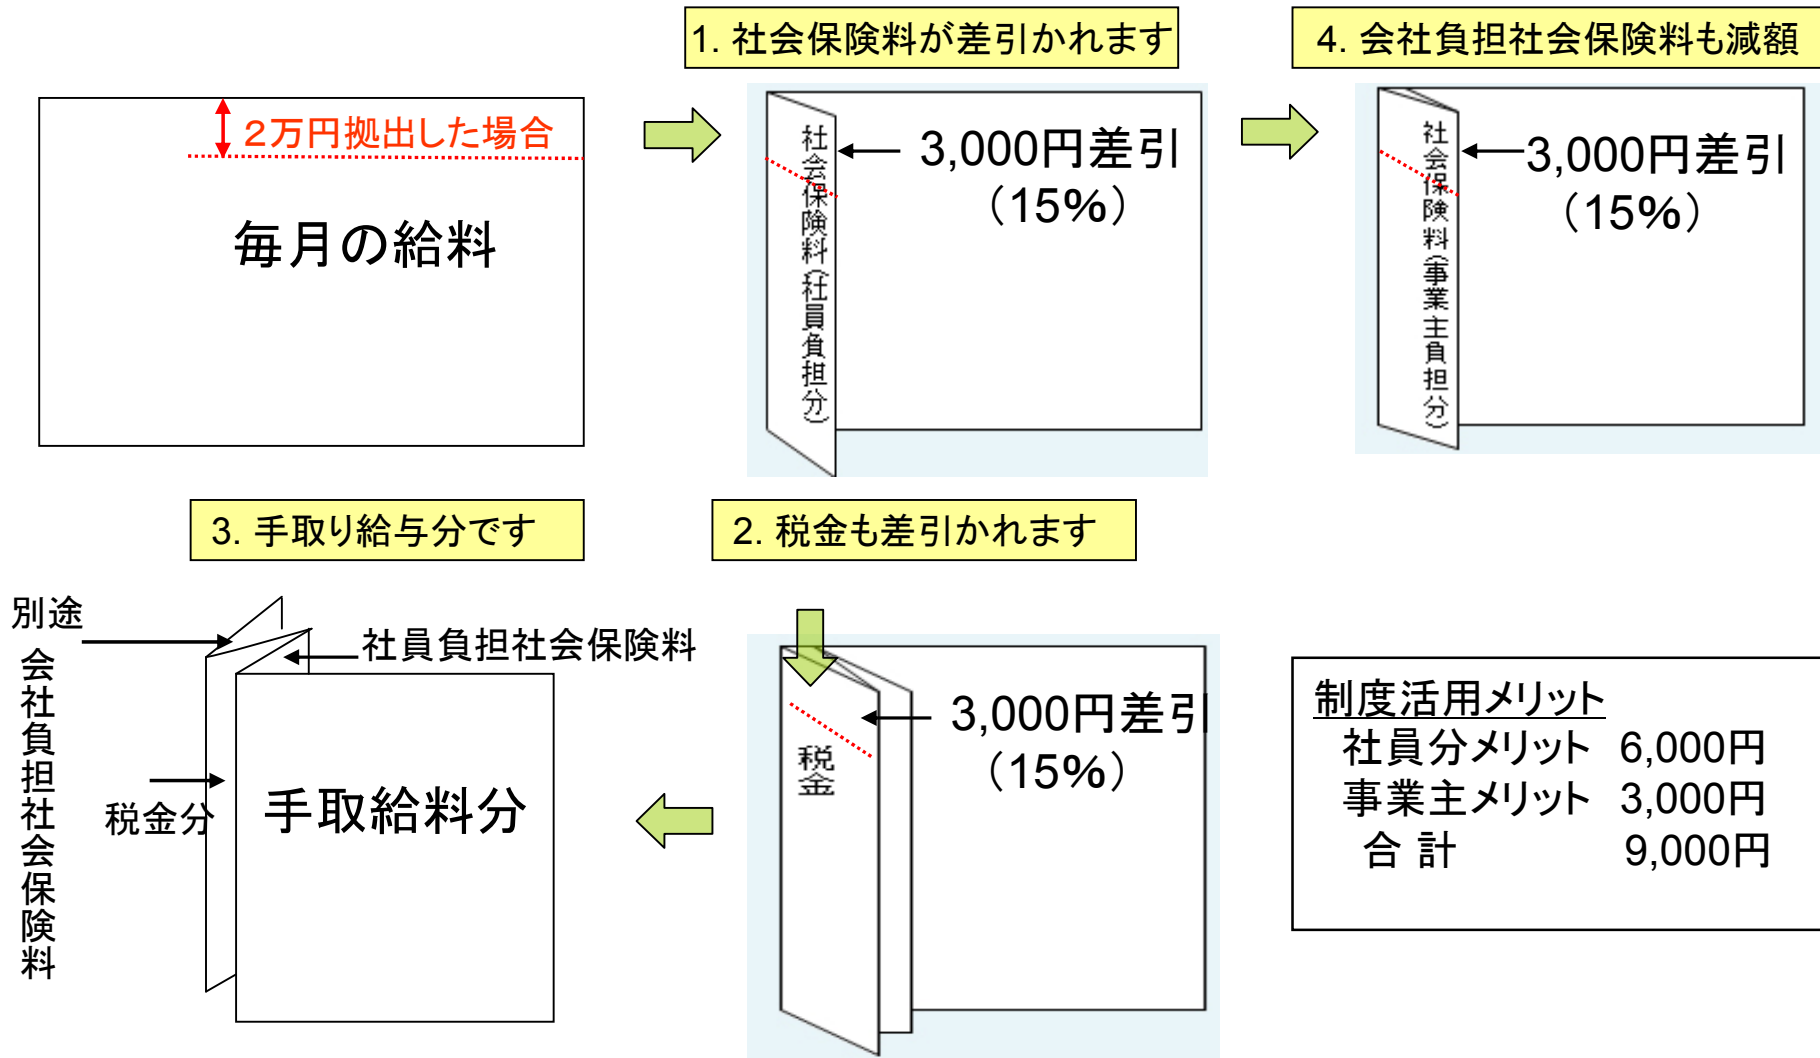 1. 社会保険料が差引かれます
4. 会社負担社会保険料も減額
２万円拠出した場合
毎月の給料
社会保険料(社員負担分)
3,000円差引
（15%）
社会保険料(事業主負担分)
3,000円差引
（15%）
3. 手取り給与分です
2. 税金も差引かれます
別途
会社負担社会保険料
社員負担社会保険料
税金分
手取給料分
税金
3,000円差引
（15%）
制度活用メリット
社員分メリット 6,000円
事業主メリット 3,000円
合 計 9,000円